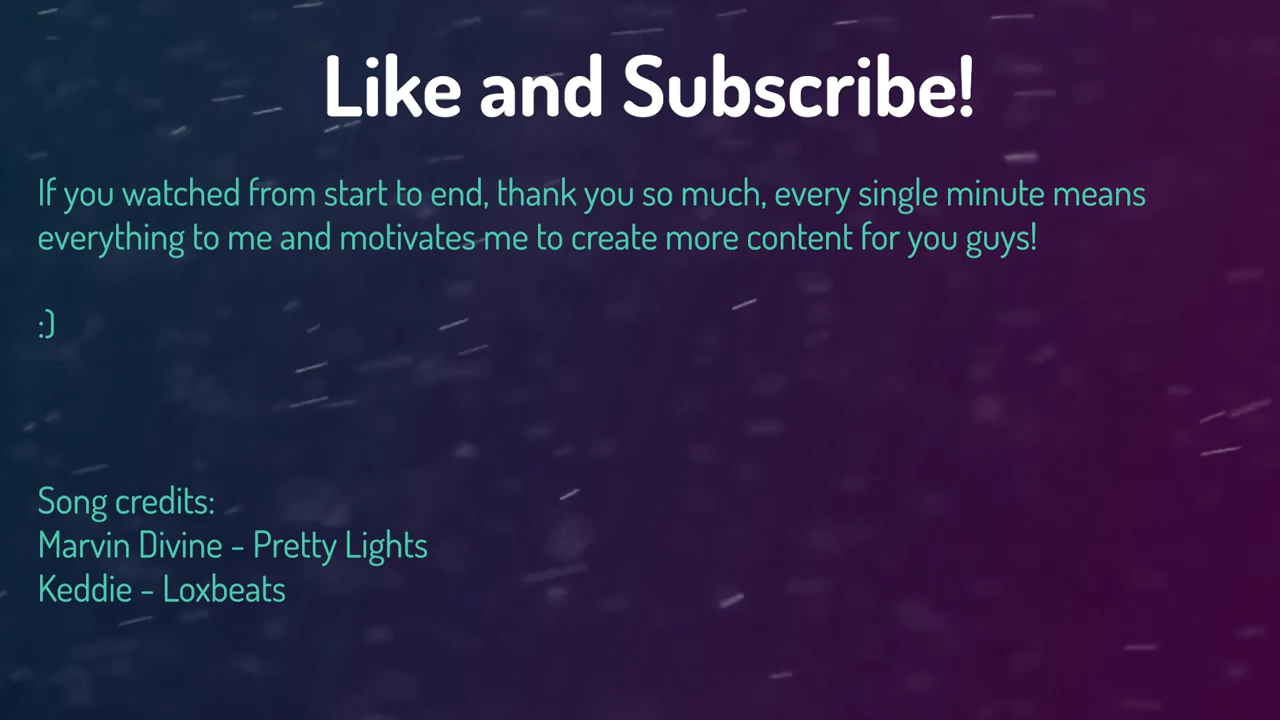 Like and Subscribe!
If you watched from start to end, thank you so much, every single minute means
everything to me and motivates me to create more content for you guys!
:)
Song credits:
Marvin Divine - Pretty Lights
Keddie - Loxbeats